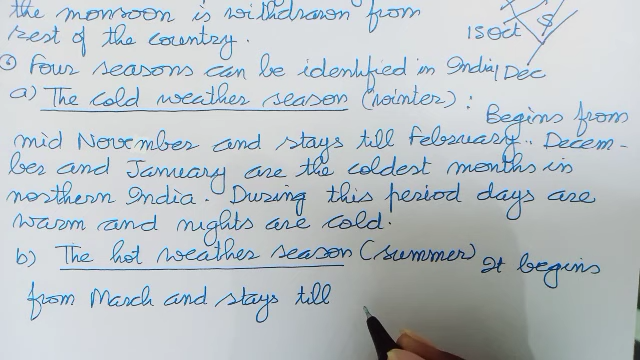 the monsoon is withdrawn from
rest of the country.
1 Soct
Dec
6 Four seasons can be identified in India
a) The cold weather season (winter) :
Begins from
mid November and stays till February. Decem-
ber and January are the coldest months in
northern India. During this period days are
warm and nights are cold.
b) The hot weather season (summer) It begins
from March and stays till